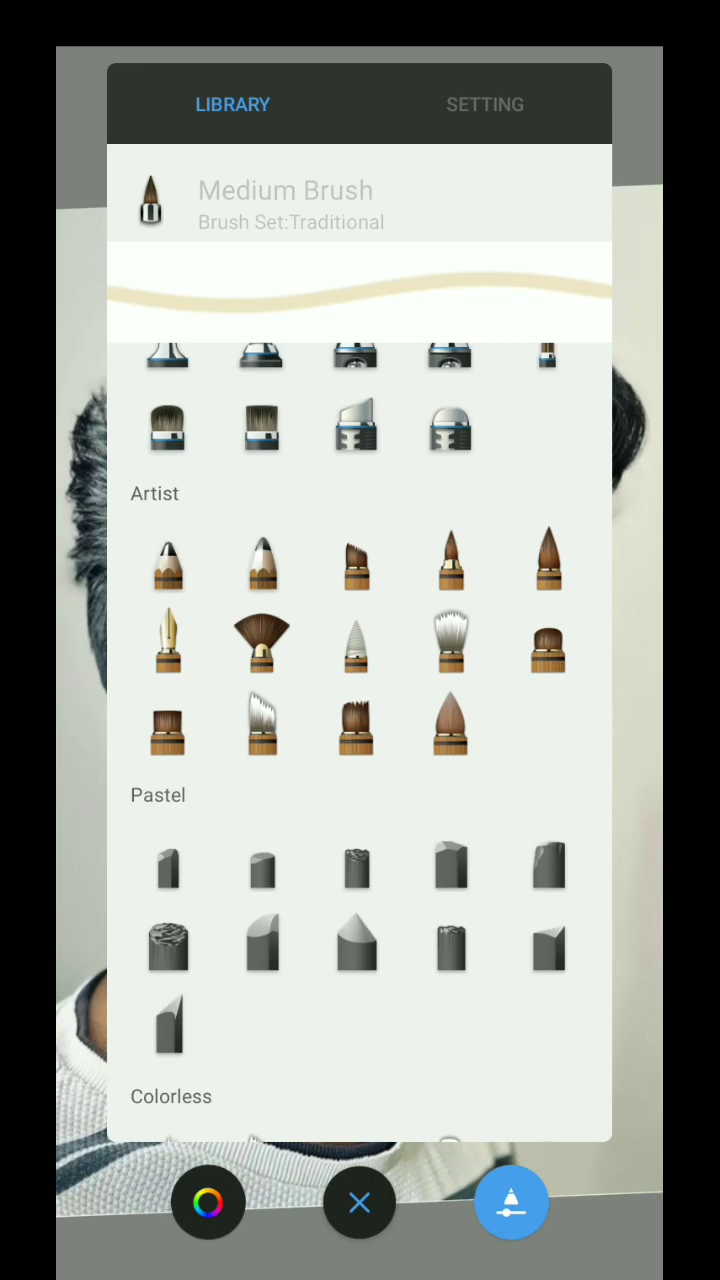 LIBRARY
SETTING
Medium Brush
Brush Set:Traditional
Artist
Pastel
Colorless